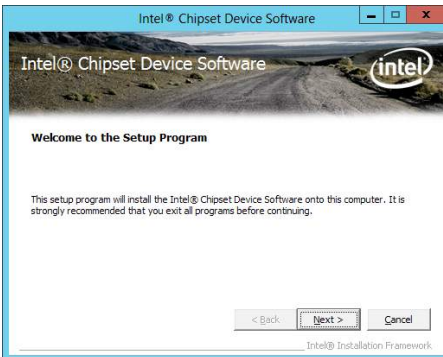 Intel® Chipset Device Software
Intel® Chipset Device Software
intel
Welcome to the Setup Program
This setup program will install the Intel® Chipset Device Software onto this computer. It is
strongly recommended that you exit all programs before continuing.
< Back Next > Cancel
Intel® Installation Framework